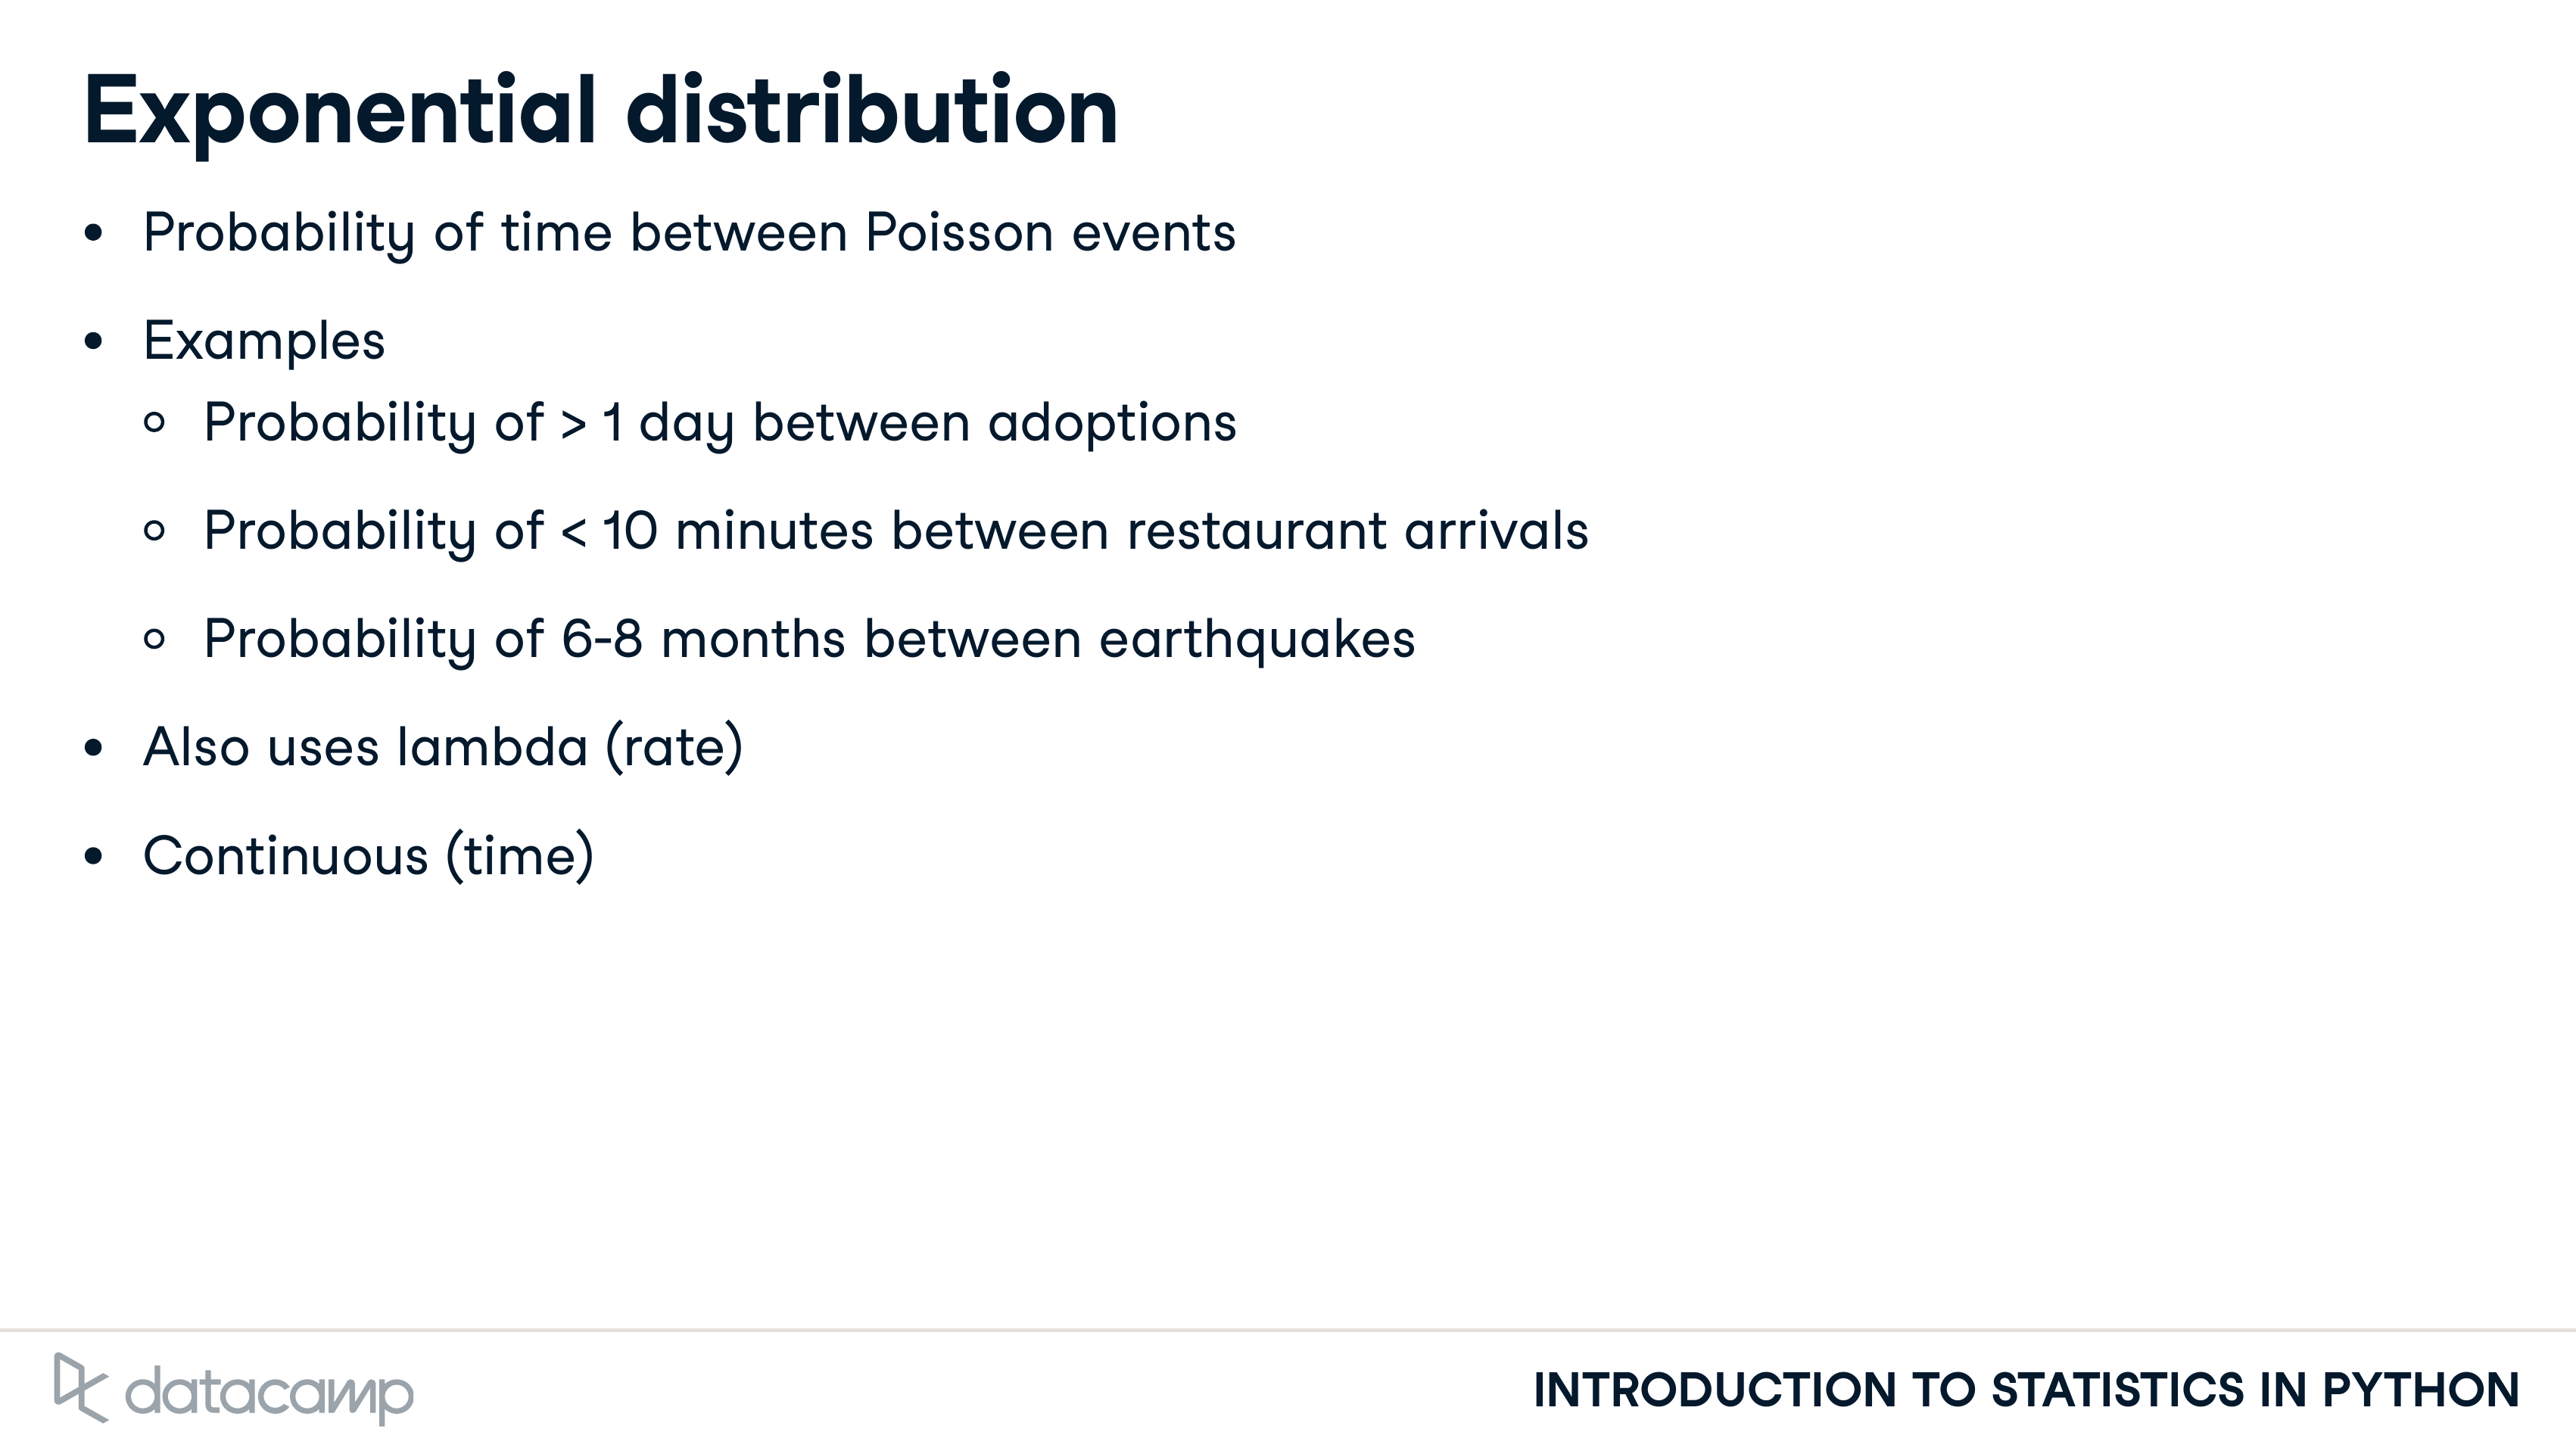 Exponential distribution
• Probability of time between Poisson events
• Examples
◦ Probability of > 1 day between adoptions
◦ Probability of < 10 minutes between restaurant arrivals
◦ Probability of 6-8 months between earthquakes
• Also uses lambda (rate)
• Continuous (time)
datacamp
INTRODUCTION TO STATISTICS IN PYTHON